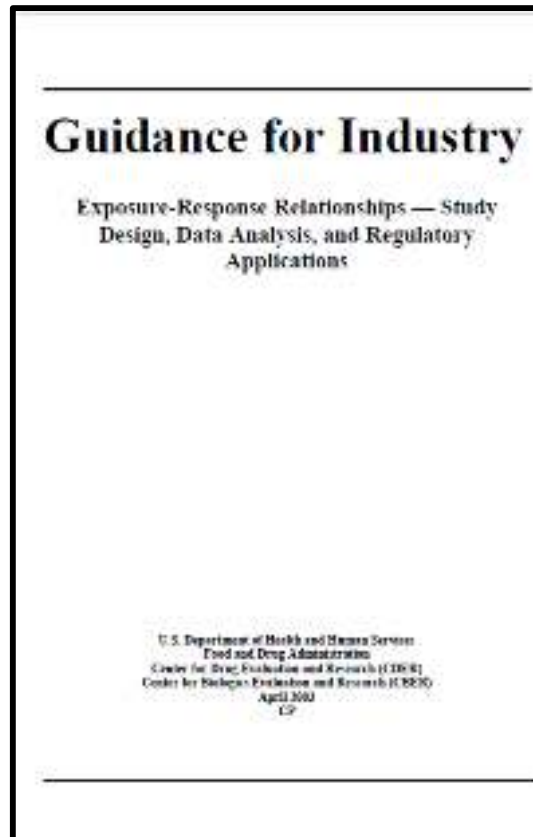 Guidance for Industry
Exposure-Response Relationships — Study
Design, Data Analysis, and Regulatory
Applications
U.S. Department of Health and Human Services
Food and Drug Administration
Center for Drug Evaluation and Research (CDER)
Center for Biologics Evaluation and Research (CBER)
April 2003
CP